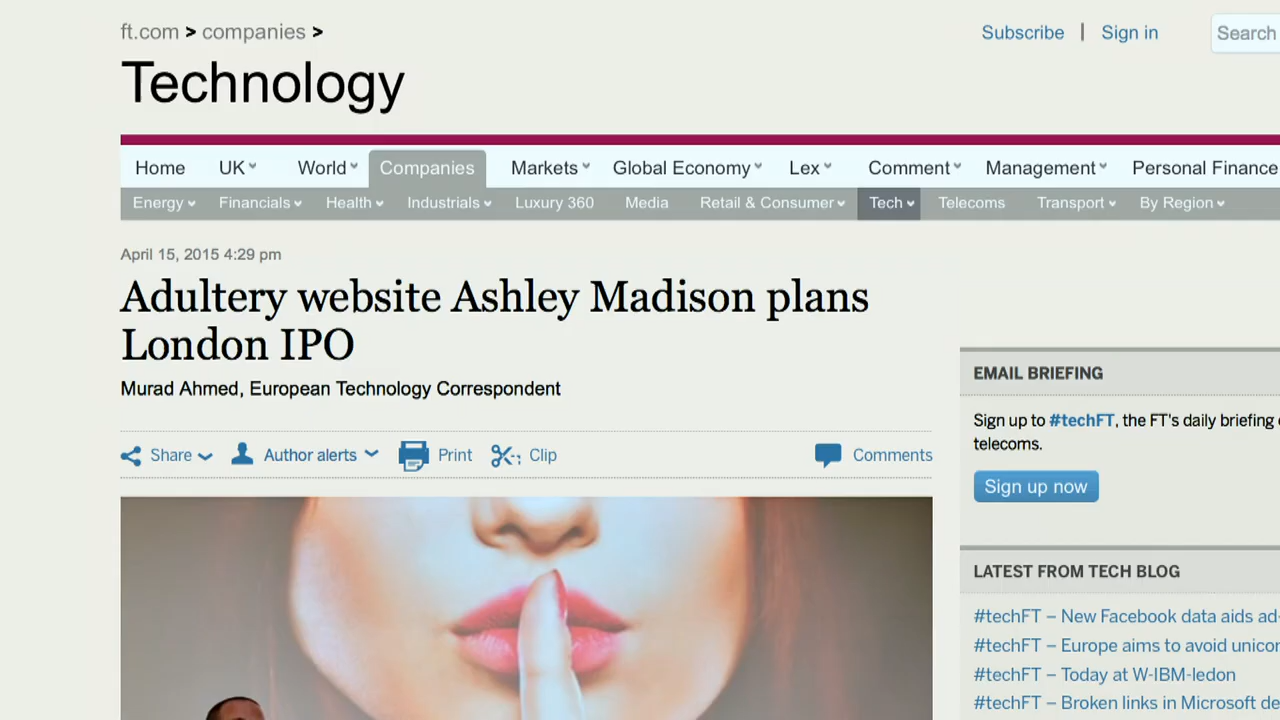 ft.com > companies >
Subscribe | Sign in
Search
Technology
Home UK World Companies Markets Global Economy Lex Comment Management Personal Finance
Energy Financials Health Industrials Luxury 360 Media Retail & Consumer Tech Telecoms Transport By Region
April 15, 2015 4:29 pm
Adultery website Ashley Madison plans
London IPO
Murad Ahmed, European Technology Correspondent
Share Author alerts Print Clip Comments
EMAIL BRIEFING
Sign up to #techFT, the FT's daily briefing
telecoms.
Sign up now
LATEST FROM TECH BLOG
#techFT – New Facebook data aids
#techFT – Europe aims to avoid
#techFT – Today at W-IBM-ledon
#techFT – Broken links in Microsoft